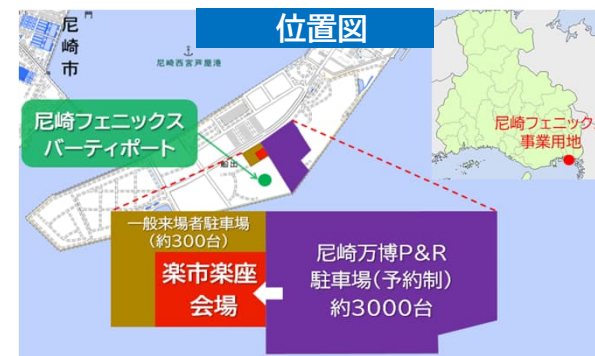 位置図
尼崎市
尼崎西宮芦屋港
尼崎フェニックス
バーティポート
船出
尼崎フェニックス
事業用地
一般来場者駐車場
(約300台)
楽市楽座
会場
尼崎万博P&R
駐車場(予約制)
約3000台